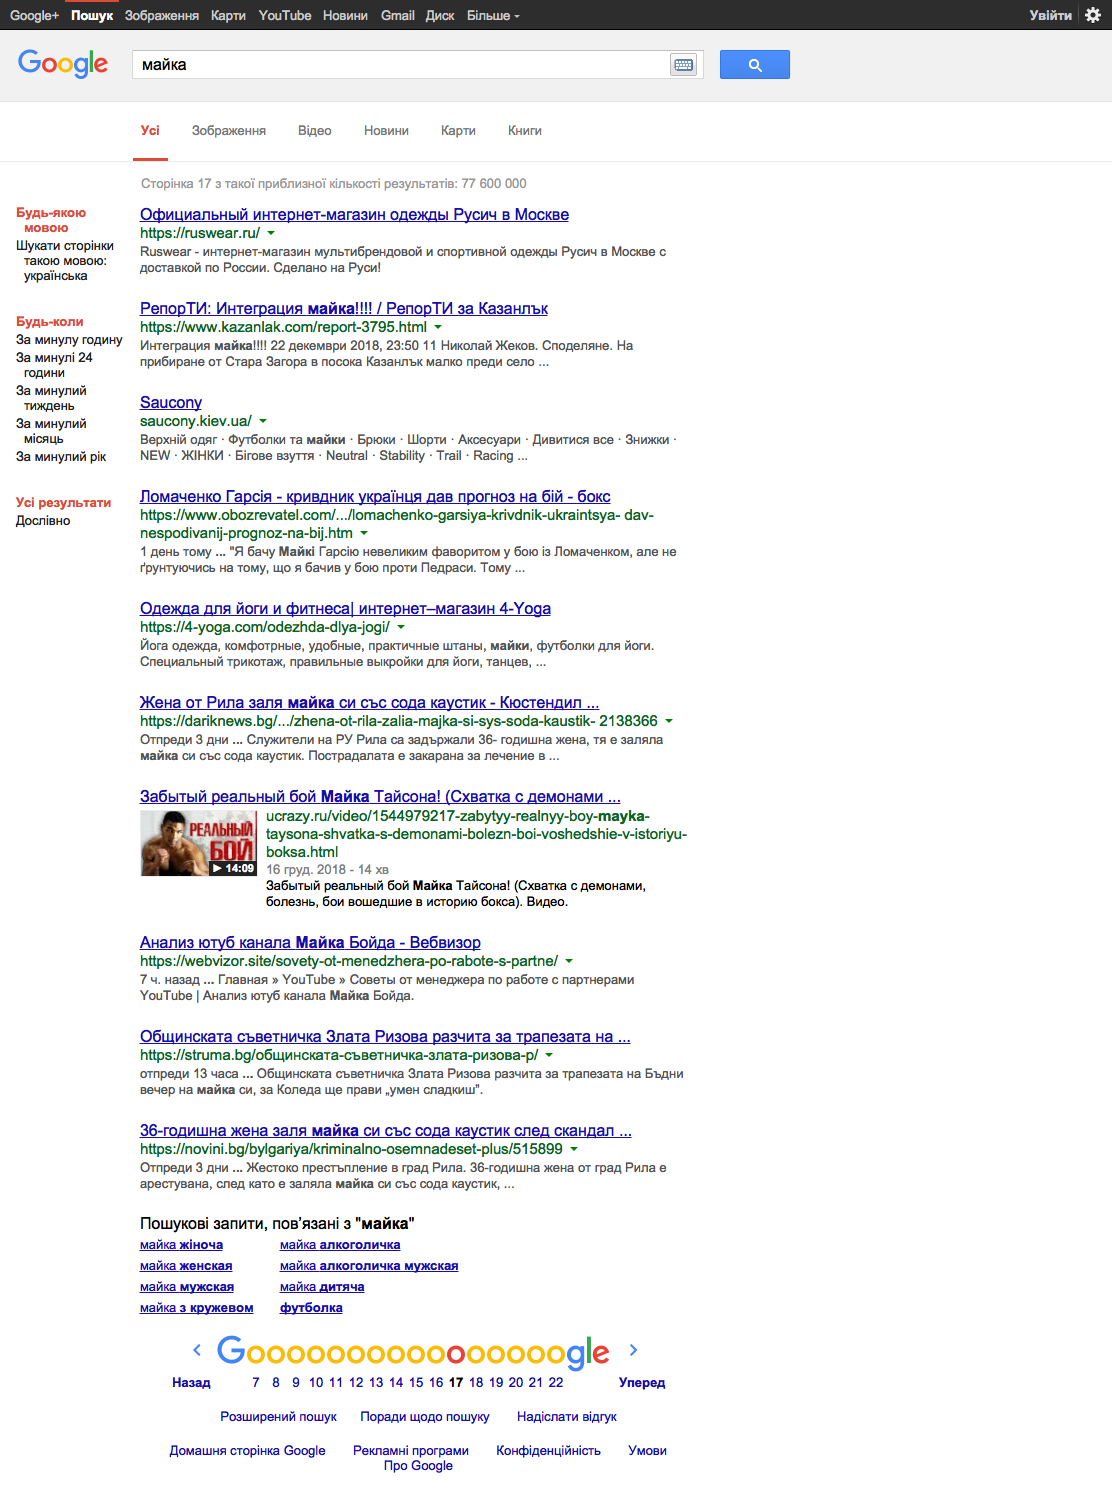 Google+ Пошук Зображення Карти YouTube Новини Gmail Диск Більше Увійти
Google майка
Усі Зображення Відео Новини Карти Книги
Сторінка 17 з такої приблизної кількості результатів: 77 600 000
Будь-якою
мовою
Шукати сторінки
такою мовою:
українська
Будь-коли
За минулу годину
За минулі 24
години
За минулий
тиждень
За минулий
місяць
За минулий рік
Усі результати
Дослівно
Официальный интернет-магазин одежды Русич в Москве
https://ruswear.ru/
Ruswear - интернет-магазин мультибрендовой и спортивной одежды Русич в Москве с
доставкой по России. Сделано на Руси!
РепорТИ: Интеграция майка!!!! / РепорТИ за Казанлък
https://www.kazanlak.com/report-3795.html
Интеграция майка!!!! 22 декември 2018, 23:50 11 Николай Жеков. Споделяне. На
прибиране от Стара Загора в посока Казанлък малко преди село ...
Saucony
saucony.kiev.ua/
Верхній одяг · Футболки та майки · Брюки · Шорти · Аксесуари · Дивитися все · Знижки ·
NEW · ЖІНКИ · Бігове взуття · Neutral · Stability · Trail · Racing ...
Ломаченко Гарсія - кривдник українця дав прогноз на бій - бокс
https://www.obozrevatel.com/.../lomachenko-garsiya-krivdnik-ukraintsya- dav-
nespodivanij-prognoz-na-bij.htm
1 день тому ... "Я бачу Майкі Гарсію невеликим фаворитом у бою із Ломаченком, але не
ґрунтуючись на тому, що я бачив у бою проти Педраси. Тому ...
Одежда для йоги и фитнеса| интернет–магазин 4-Yoga
https://4-yoga.com/odezhda-dlya-jogi/
Йога одежда, комфотрные, удобные, практичные штаны, майки, футболки для йоги.
Специальный трикотаж, правильные выкройки для йоги, танцев, ...
Жена от Рила заля майка си със сода каустик - Кюстендил ...
https://dariknews.bg/.../zhena-ot-rila-zalia-majka-si-sys-soda-kaustik- 2138366
Отпреди 3 дни ... Служители на РУ Рила са задържали 36- годишна жена, тя е заляла
майка си със сода каустик. Пострадалата е закарана за лечение в ...
Забытый реальный бой Майка Тайсона! (Схватка с демонами ...
РЕАЛЬНЫЙ
БОЙ
14:09
ucrazy.ru/video/1544979217-zabytyy-realnyy-boy-mayka-
taysona-shvatka-s-demonami-bolezn-boi-voshedshie-v-istoriyu-
boksa.html
16 груд. 2018 - 14 хв
Забытый реальный бой Майка Тайсона! (Схватка с демонами,
болезнь, бои вошедшие в историю бокса). Видео.
Анализ ютуб канала Майка Бойда - Вебвизор
https://webvizor.site/sovety-ot-menedzhera-po-rabote-s-partne/
7 ч. назад ... Главная » YouTube » Советы от менеджера по работе с партнерами
YouTube | Анализ ютуб канала Майка Бойда.
Общинската съветничка Злата Ризова разчита за трапезата на ...
https://struma.bg/общинската-съветничка-злата-ризова-р/
отпреди 13 часа ... Общинската съветничка Злата Ризова разчита за трапезата на Бъдни
вечер на майка си, за Коледа ще прави „умен сладкиш”.
36-годишна жена заля майка си със сода каустик след скандал ...
https://novini.bg/bylgariya/kriminalno-osemnadeset-plus/515899
Отпреди 3 дни ... Жестоко престъпление в град Рила. 36-годишна жена от град Рила е
арестувана, след като е заляла майка си със сода каустик, ...
Пошукові запити, пов’язані з "майка"
майка жіноча майка алкоголичка
майка женская майка алкоголичка мужская
майка мужская майка дитяча
майка з кружевом футболка
Goooooooooooooooogle
Назад 7 8 9 10 11 12 13 14 15 16 17 18 19 20 21 22 Уперед
Розширений пошук Поради щодо пошуку Надіслати відгук
Домашня сторінка Google Рекламні програми Конфіденційність Умови
Про Google